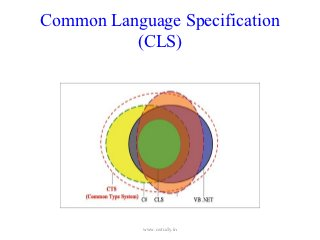 Common Language Specification
(CLS)
CTS
(Common Type System)
C#
CLS
VB .NET